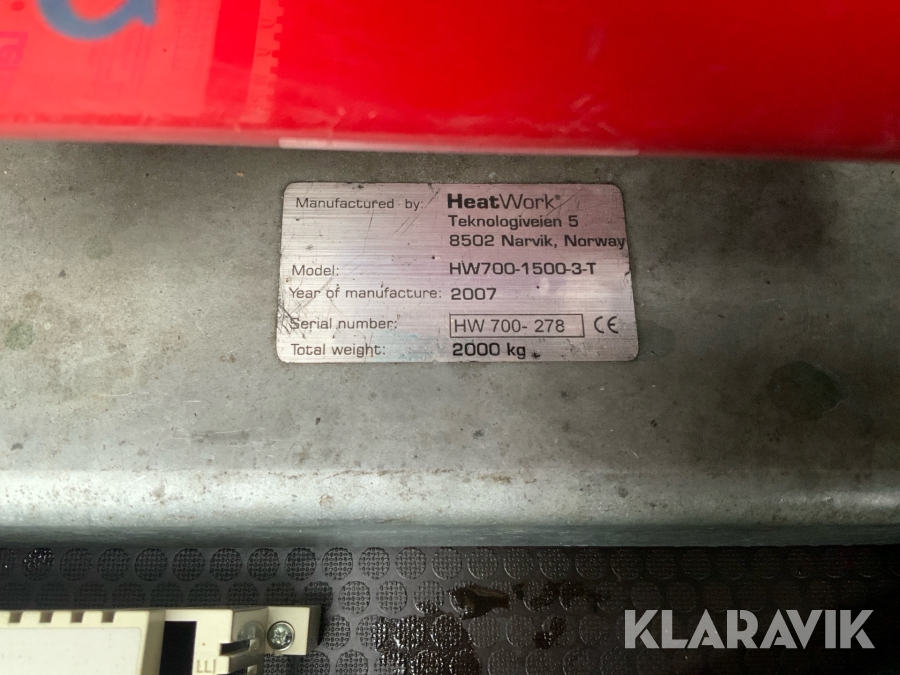 Manufactured by: HeatWork®
Teknologiveien 5
8502 Narvik, Norway
Model: HW700-1500-3-T
Year of manufacture: 2007
Serial number: HW 700- 278 CE
Total weight: 2000 kg
KLARAVIK